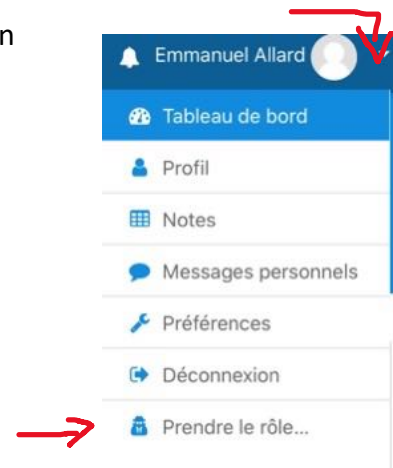 n
Emmanuel Allard
Tableau de bord
Profil
Notes
Messages personnels
Préférences
Déconnexion
Prendre le rôle...